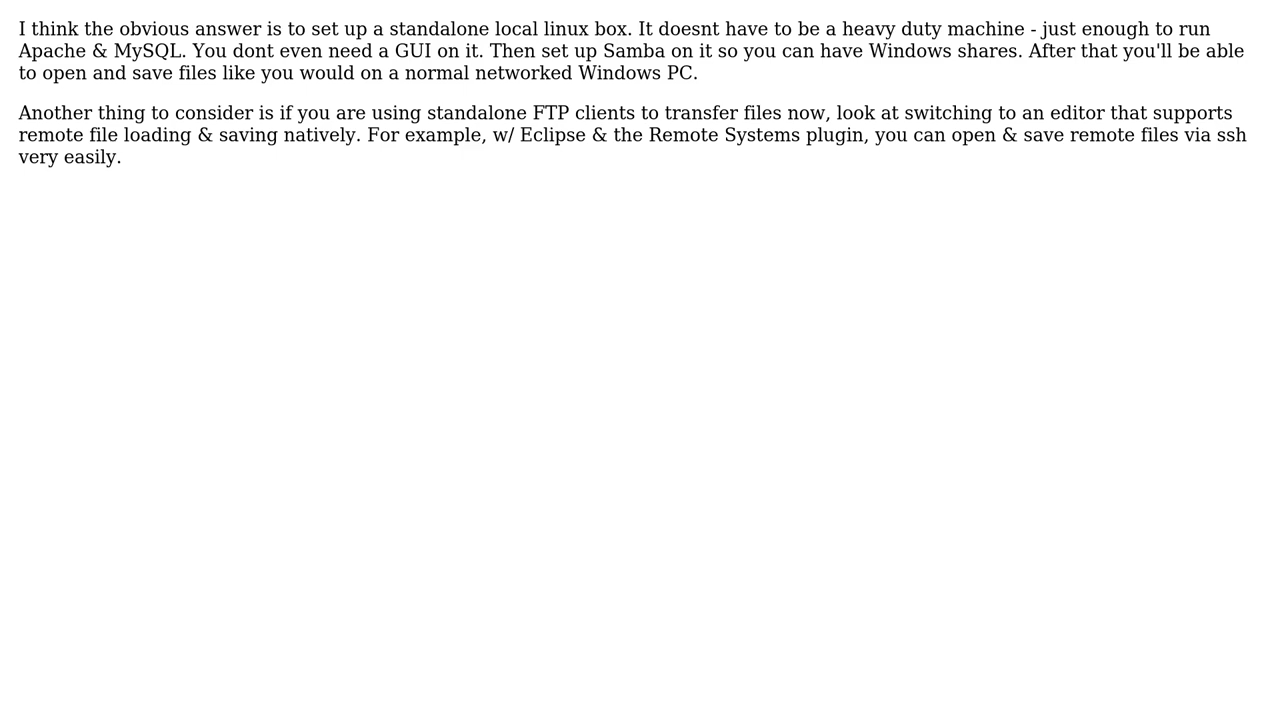 I think the obvious answer is to set up a standalone local linux box. It doesnt have to be a heavy duty machine - just enough to run
Apache & MySQL. You dont even need a GUI on it. Then set up Samba on it so you can have Windows shares. After that you'll be able
to open and save files like you would on a normal networked Windows PC.
Another thing to consider is if you are using standalone FTP clients to transfer files now, look at switching to an editor that supports
remote file loading & saving natively. For example, w/ Eclipse & the Remote Systems plugin, you can open & save remote files via ssh
very easily.